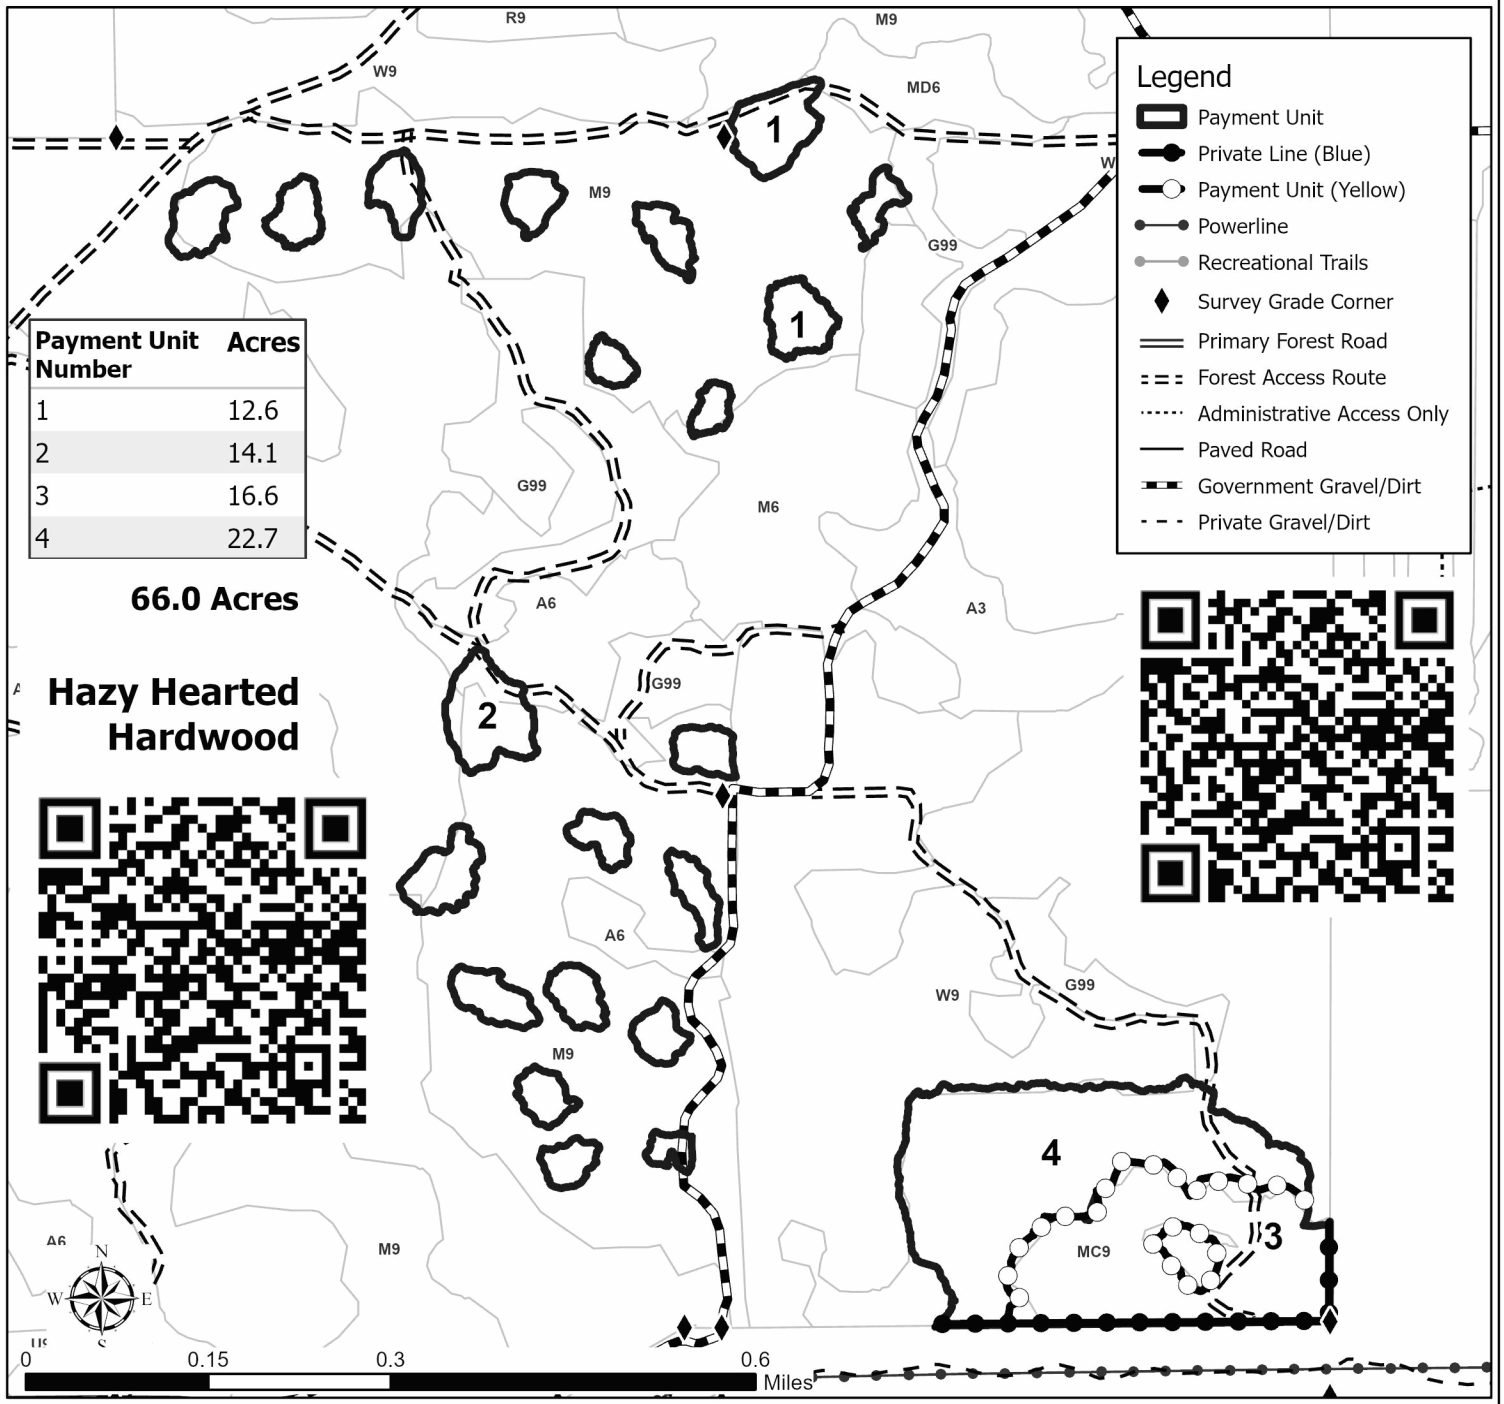 R9
M9
W9
MD6
1
M9
G99
1
Legend
Payment Unit
Private Line (Blue)
Payment Unit (Yellow)
Powerline
Recreational Trails
Survey Grade Corner
Primary Forest Road
Forest Access Route
Administrative Access Only
Paved Road
Government Gravel/Dirt
Private Gravel/Dirt
Payment Unit Number Acres
1 12.6
2 14.1
3 16.6
4 22.7
66.0 Acres
Hazy Hearted
Hardwood
G99
M6
A6
A3
G99
2
A6
W9
G99
M9
4
3
MC9
A6
M9
N
W E
S
0 0.15 0.3 0.6
Miles